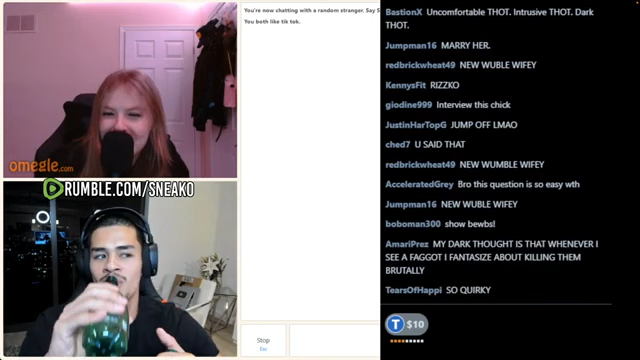 You're now chatting with a random stranger. Say
You both like tik tok.
omegle.com
RUMBLE.COM/SNEAKO
Stop
Esc
BastionX Uncomfortable THOT. Intrusive THOT. Dark
THOT.
Jumpman16 MARRY HER.
redbrickwheat49 NEW WUBLE WIFEY
KennysFit RIZZKO
giodine999 Interview this chick
JustinHarTopG JUMP OFF LMAO
ched7 U SAID THAT
redbrickwheat49 NEW WUMBLE WIFEY
AcceleratedGrey Bro this question is so easy wth
Jumpman16 NEW WUBLE WIFEY
boboman300 show bewbs!
AmariPrez MY DARK THOUGHT IS THAT WHENEVER I
SEE A FAGGOT I FANTASIZE ABOUT KILLING THEM
BRUTALLY
TearsOfHappi SO QUIRKY
T $10